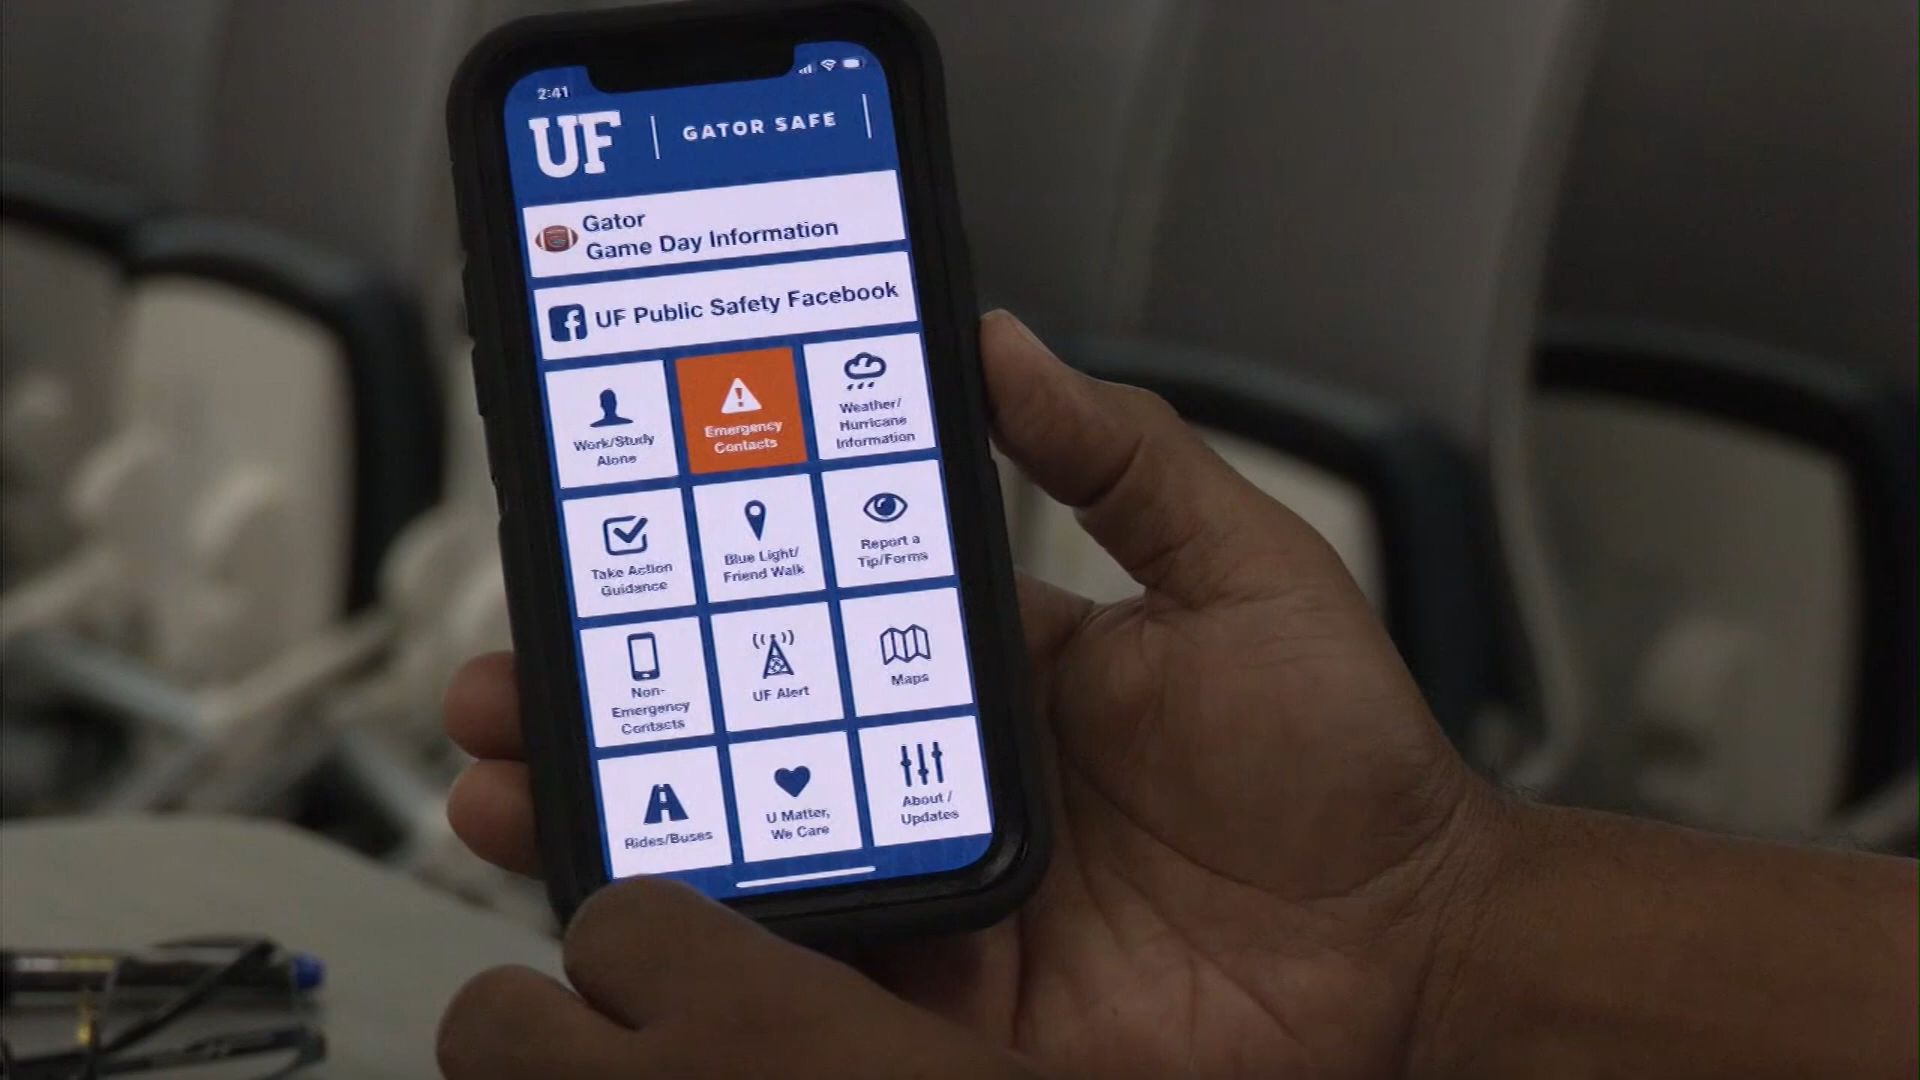 2:41
UF | GATOR SAFE |
Gator
Game Day Information
UF Public Safety Facebook
Work/Study
Alone
Emergency
Contacts
Weather/
Hurricane
Information
Take Action
Guidance
Blue Light/
Friend Walk
Report a
Tip/Forms
Non-
Emergency
Contacts
UF Alert
Maps
Rides/Buses
U Matter,
We Care
About /
Updates